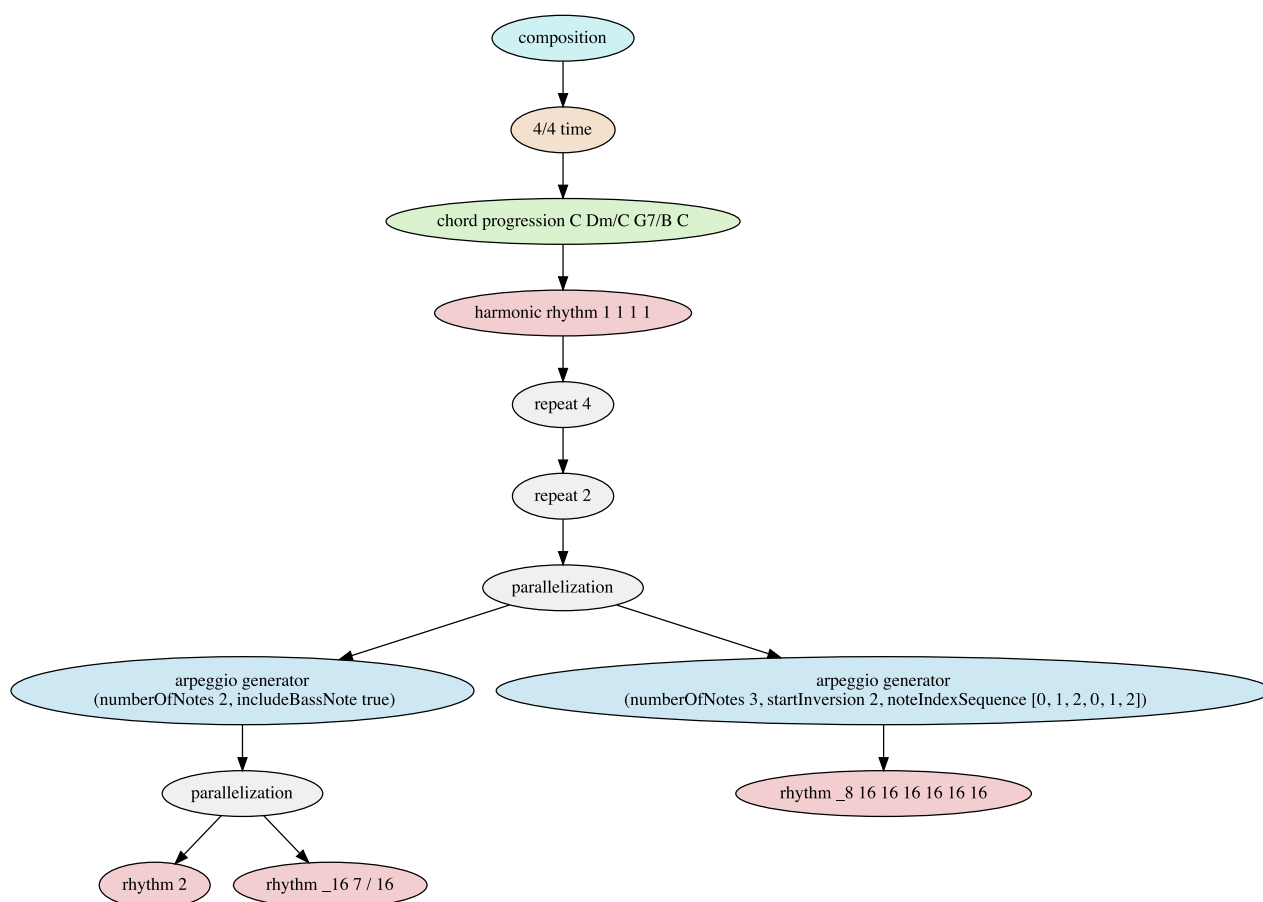 composition
4/4 time
chord progression C Dm/C G7/B C
harmonic rhythm 1 1 1 1
repeat 4
repeat 2
parallelization
arpeggio generator
(numberOfNotes 2, includeBassNote true)
arpeggio generator
(numberOfNotes 3, startInversion 2, noteIndexSequence [0, 1, 2, 0, 1, 2])
parallelization
rhythm _8 16 16 16 16 16 16
rhythm 2
rhythm _16 7 / 16